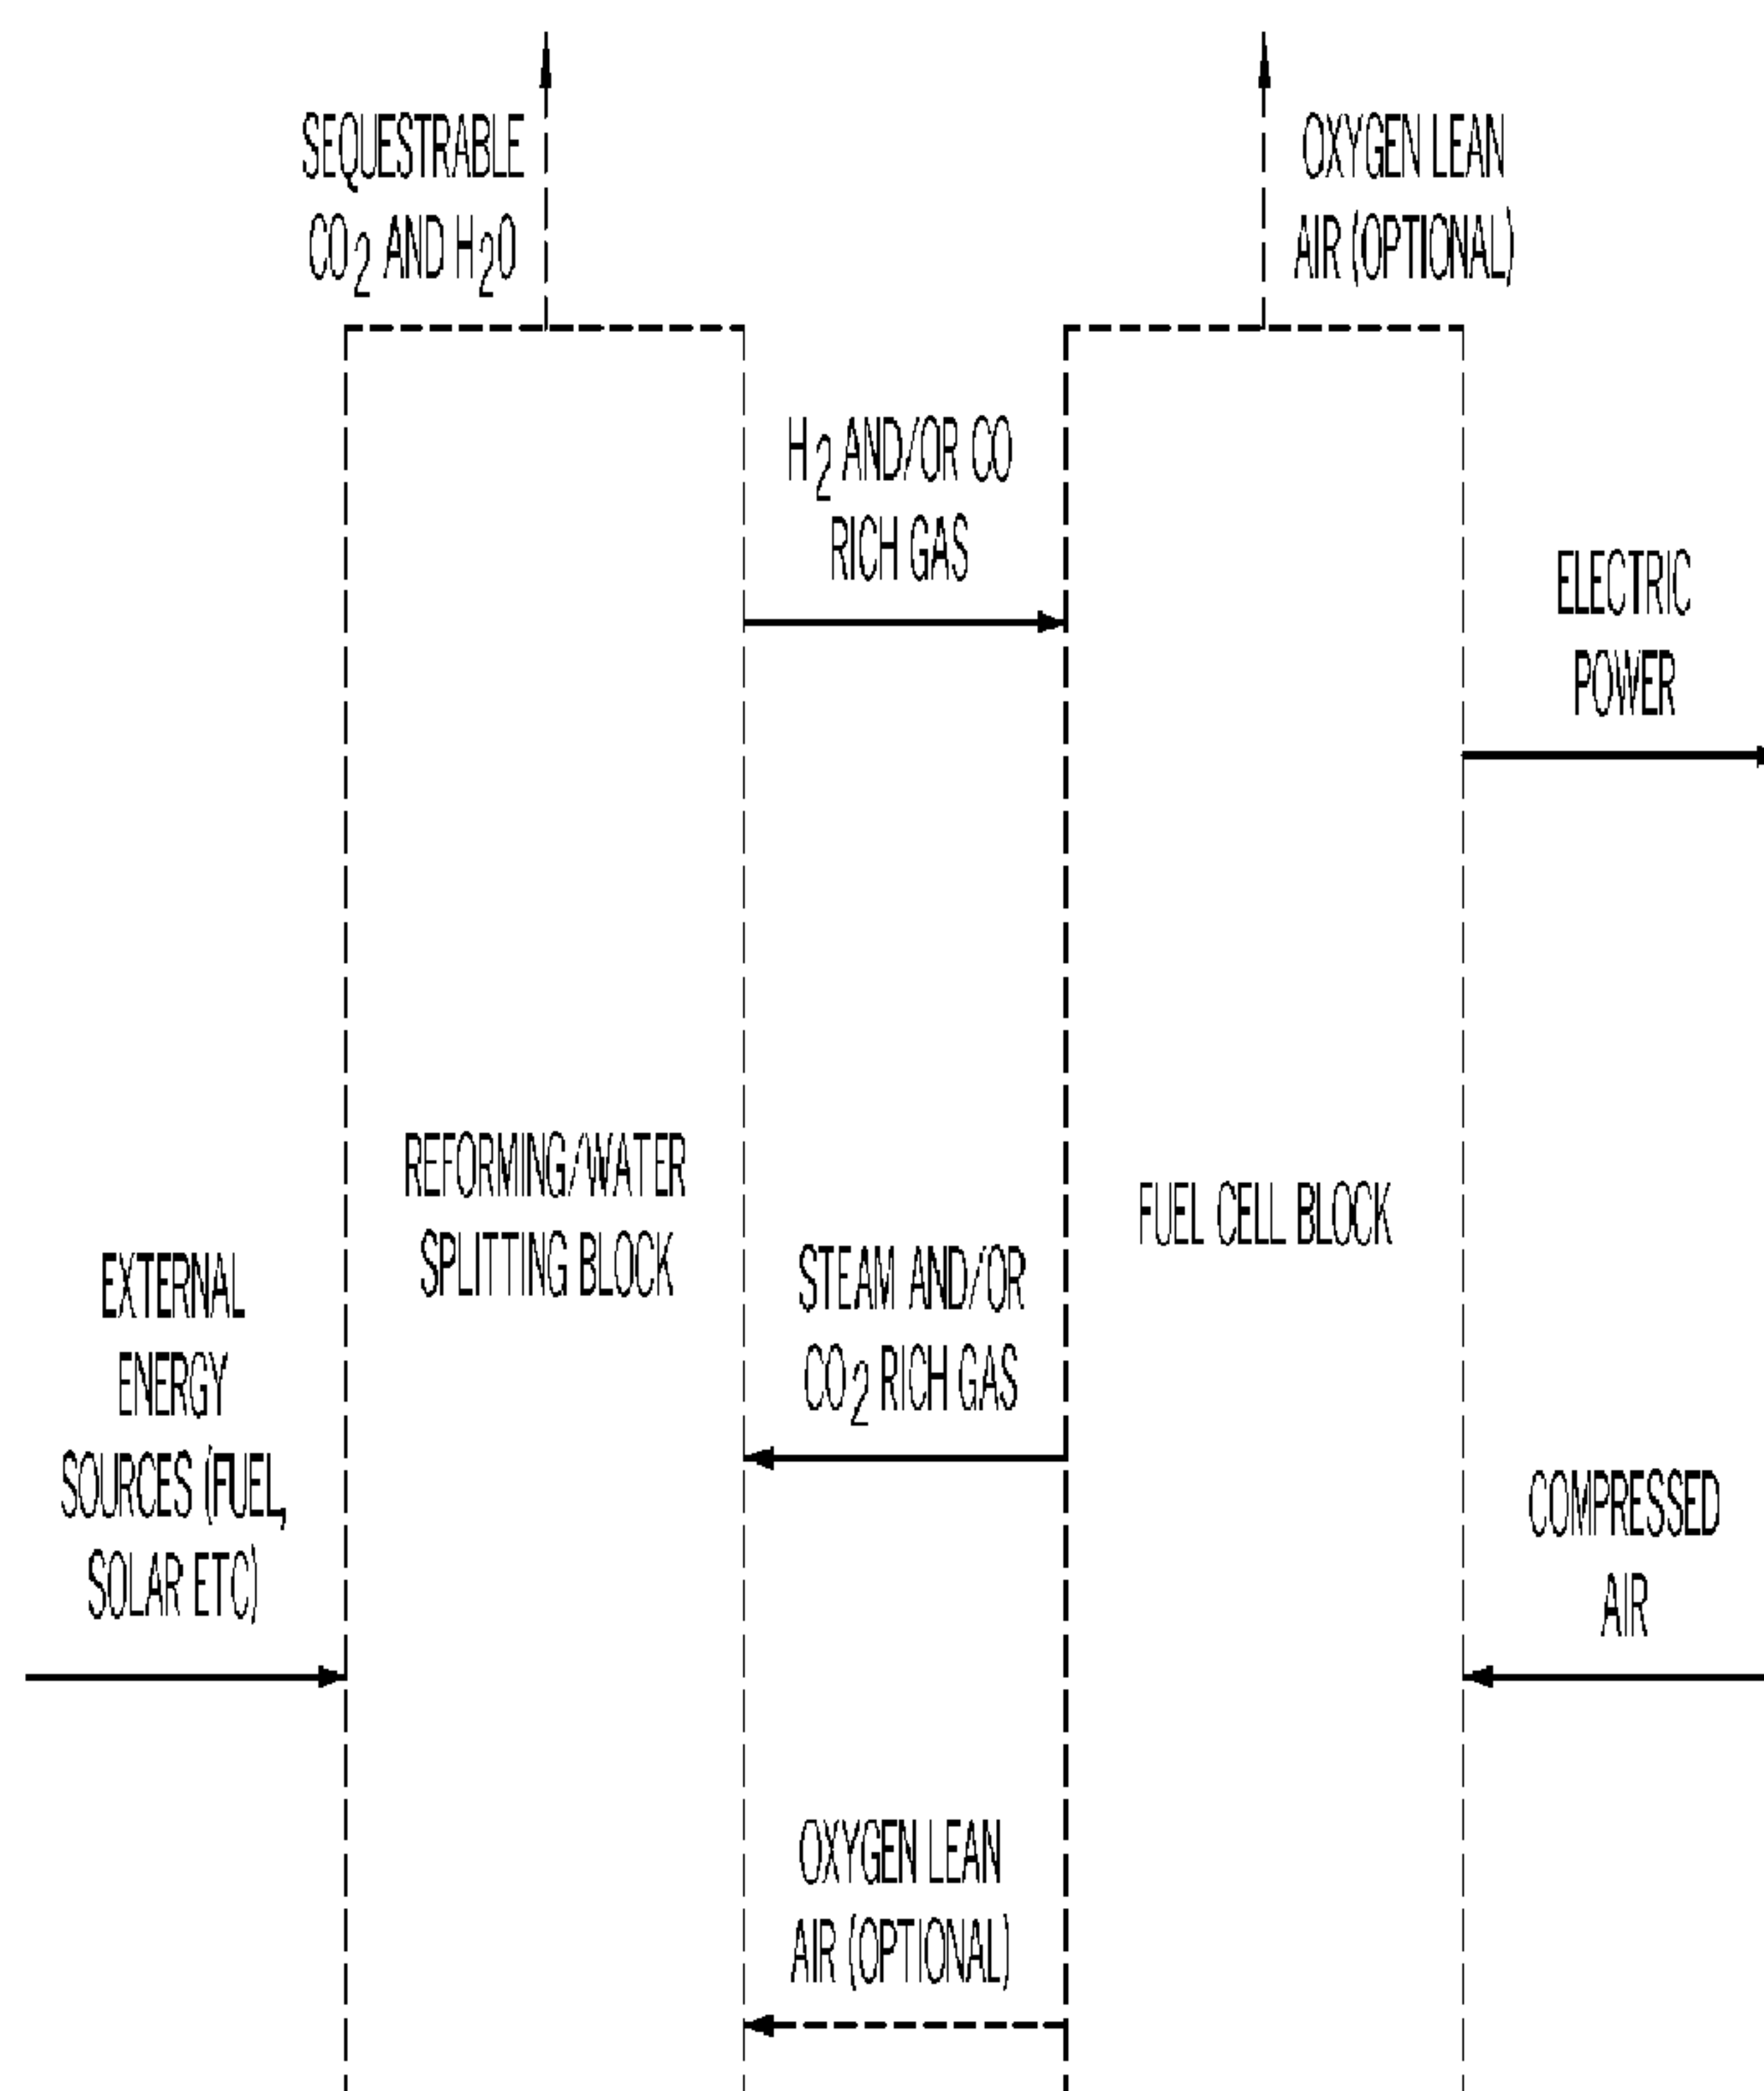 SEQUESTRABLE
CO2 AND H2O
OXYGEN LEAN
AIR (OPTIONAL)
H2 AND/OR CO
RICH GAS
ELECTRIC
POWER
REFORMING/WATER
SPLITTING BLOCK
FUEL CELL BLOCK
EXTERNAL
ENERGY
SOURCES (FUEL,
SOLAR ETC)
STEAM AND/OR
CO2 RICH GAS
COMPRESSED
AIR
OXYGEN LEAN
AIR (OPTIONAL)